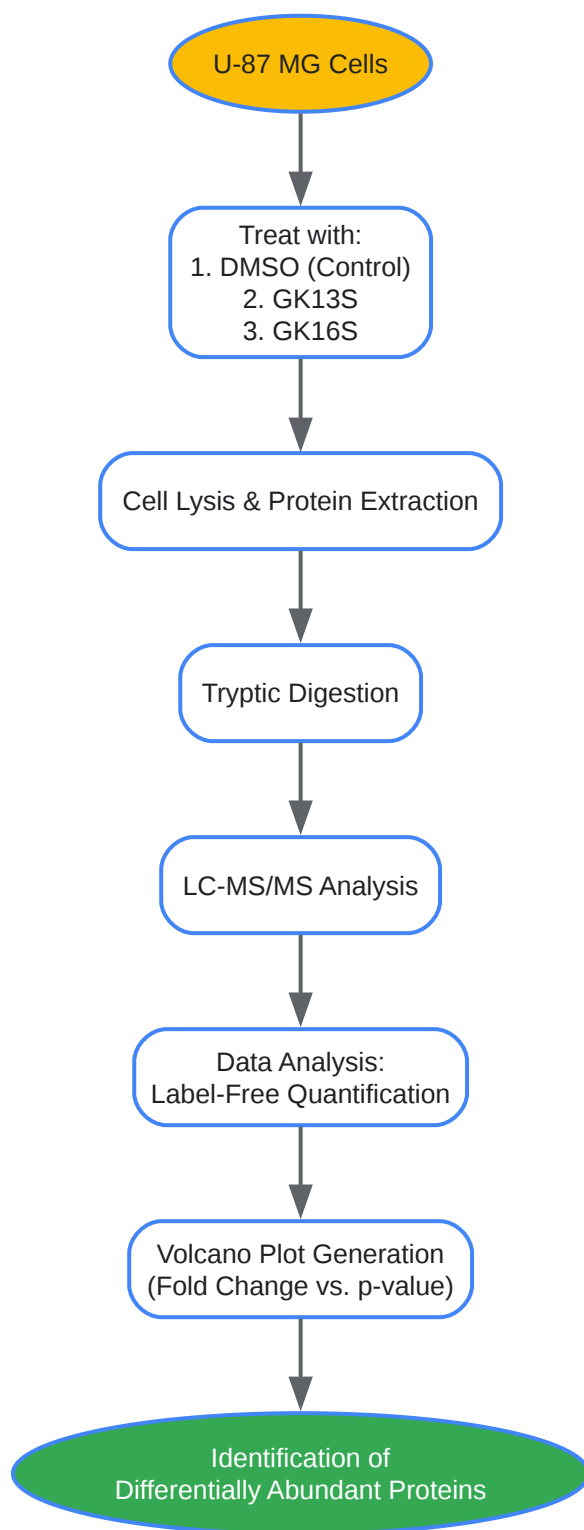 U-87 MG Cells
Treat with:
1. DMSO (Control)
2. GK13S
3. GK16S
Cell Lysis & Protein Extraction
Tryptic Digestion
LC-MS/MS Analysis
Data Analysis:
Label-Free Quantification
Volcano Plot Generation
(Fold Change vs. p-value)
Identification of
Differentially Abundant Proteins